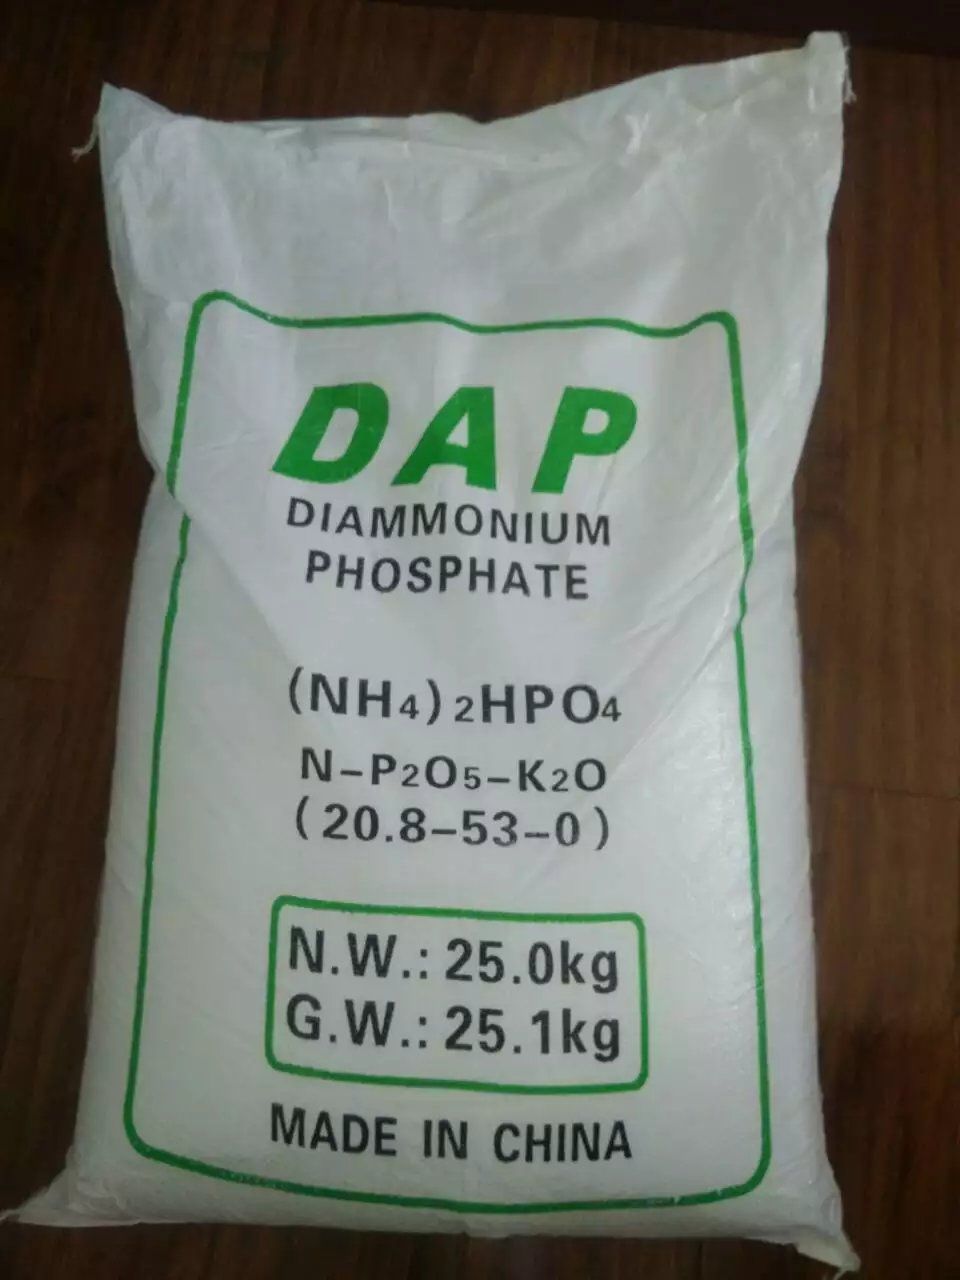 DAP
DIAMMONIUM
PHOSPHATE
(NH4)2HPO4
N-P2O5-K2O
(20.8-53-0)
N.W.: 25.0kg
G.W.: 25.1kg
MADE IN CHINA